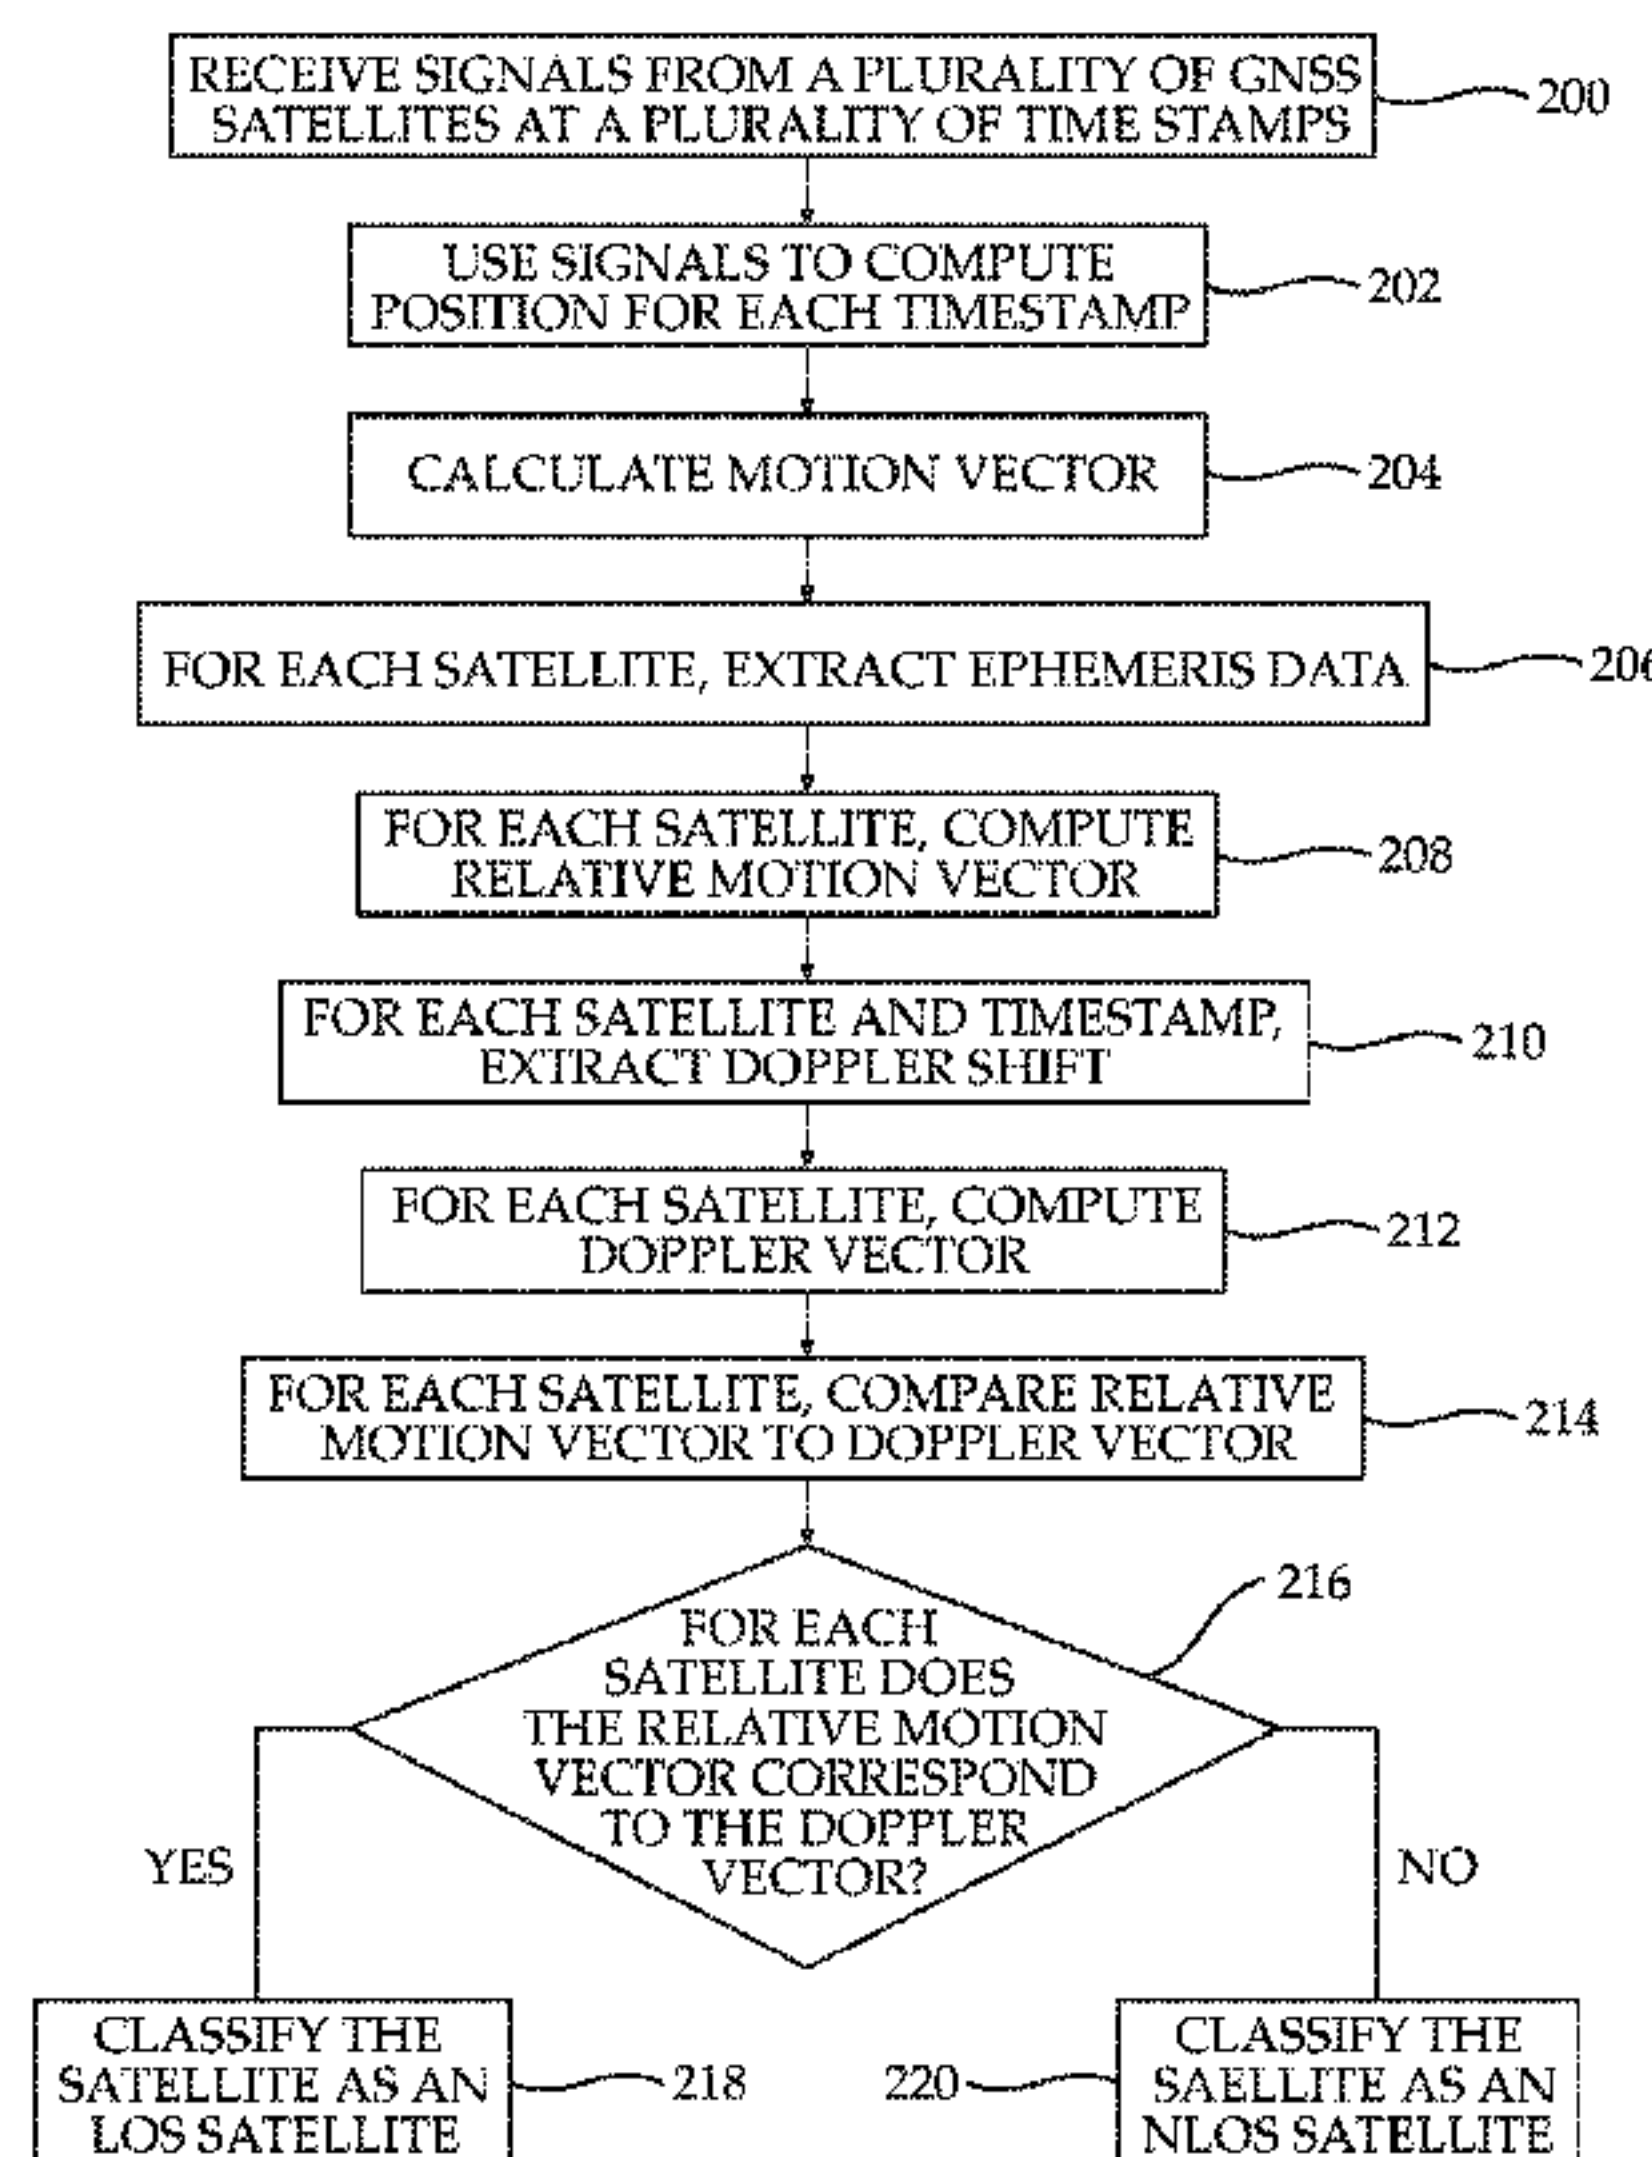 RECEIVE SIGNALS FROM A PLURALITY OF GNSS
SATELLITES AT A PLURALITY OF TIME STAMPS
200
USE SIGNALS TO COMPUTE
POSITION FOR EACH TIMESTAMP
202
CALCULATE MOTION VECTOR
204
FOR EACH SATELLITE, EXTRACT EPHEMERIS DATA
206
FOR EACH SATELLITE, COMPUTE
RELATIVE MOTION VECTOR
208
FOR EACH SATELLITE AND TIMESTAMP,
EXTRACT DOPPLER SHIFT
210
FOR EACH SATELLITE, COMPUTE
DOPPLER VECTOR
212
FOR EACH SATELLITE, COMPARE RELATIVE
MOTION VECTOR TO DOPPLER VECTOR
214
216
FOR EACH
SATELLITE DOES
THE RELATIVE MOTION
VECTOR CORRESPOND
TO THE DOPPLER
VECTOR?
YES
NO
CLASSIFY THE
SATELLITE AS AN
LOS SATELLITE
218
220
CLASSIFY THE
SAELLITE AS AN
NLOS SATELLITE